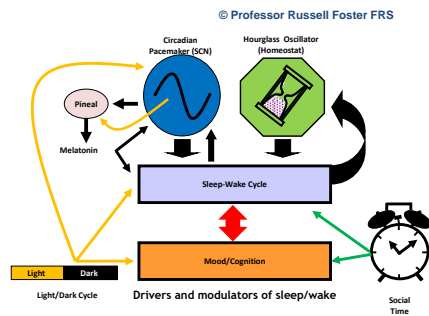 © Professor Russell Foster FRS
Circadian
Pacemaker (SCN)
Hourglass Oscillator
(Homeostat)
Pineal
Melatonin
Sleep-Wake Cycle
Mood/Cognition
Light
Dark
Light/Dark Cycle
Drivers and modulators of sleep/wake
Social
Time